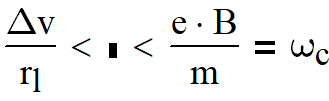 Δv / r_l < ▪ < e · B / m = ω_c